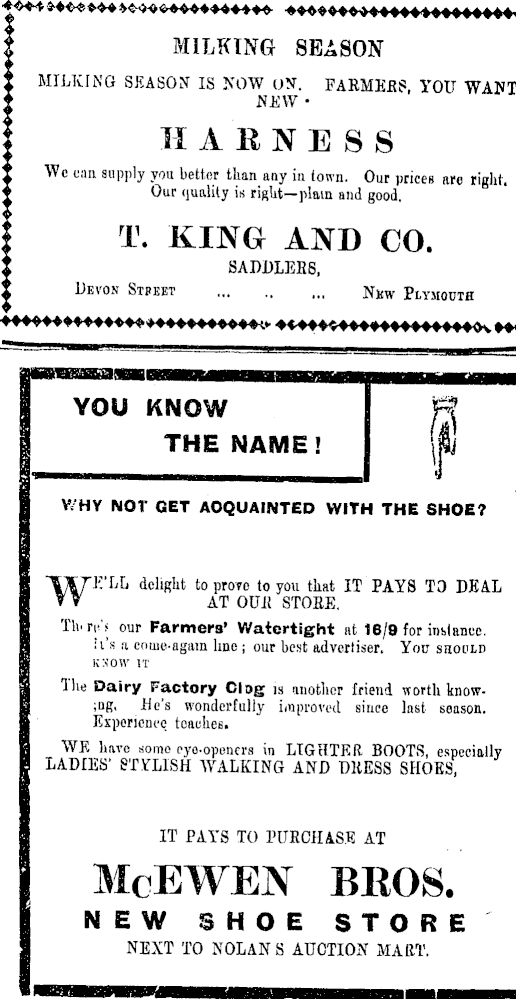 MILKING SEASON
MILKING SEASON IS NOW ON. FARMERS, YOU WANT
NEW
HARNESS
We can supply you better than any in town. Our prices are right.
Our quality is right—plain and good.
T. KING AND CO.
SADDLERS,
DEVON STREET ... .. ... NEW PLYMOUTH
YOU KNOW
THE NAME!
WHY NOT GET ACQUAINTED WITH THE SHOE?
WE'LL delight to prove to you that IT PAYS TO DEAL
AT OUR STORE.
There's our Farmers' Watertight at 16/9 for instance.
It's a come-again line; our best advertiser. YOU SHOULD
KNOW IT
The Dairy Factory Clog is another friend worth know-
ing. He's wonderfully improved since last season.
Experience teaches.
WE have some eye-openers in LIGHTER BOOTS, especially
LADIES' STYLISH WALKING AND DRESS SHOES,
IT PAYS TO PURCHASE AT
McEWEN BROS.
NEW SHOE STORE
NEXT TO NOLANS AUCTION MART.